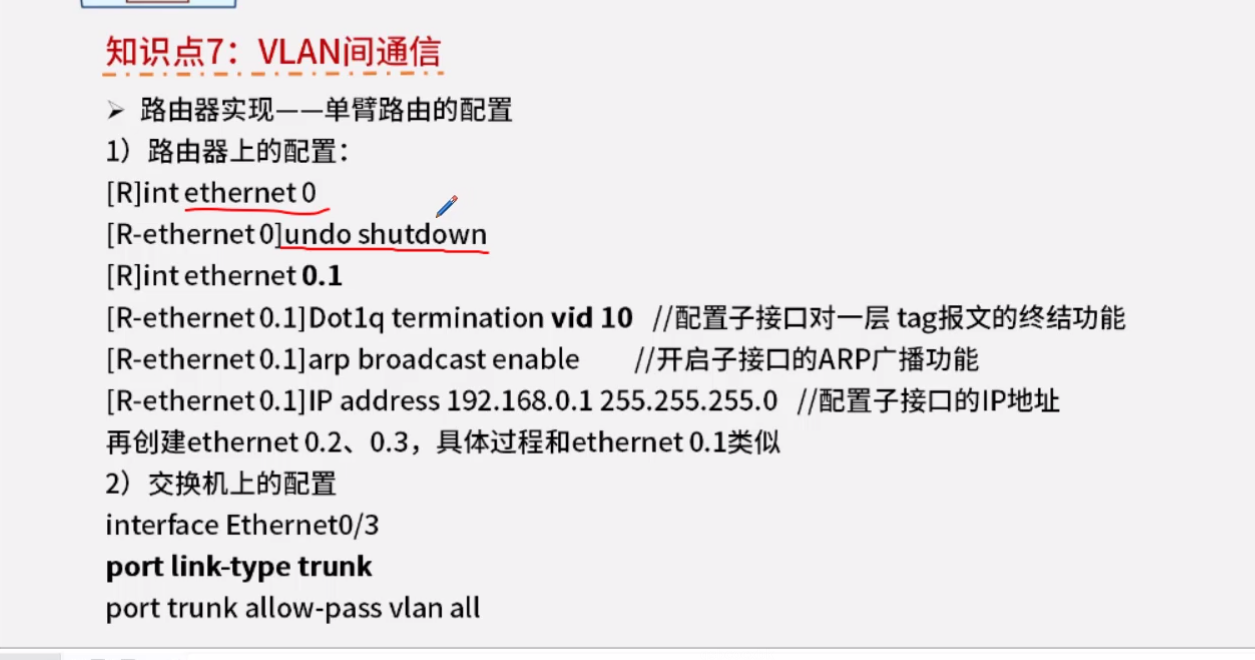 知识点7：VLAN间通信
➢ 路由器实现——单臂路由的配置
1）路由器上的配置：
[R]int ethernet 0
[R-ethernet 0]undo shutdown
[R]int ethernet 0.1
[R-ethernet 0.1]Dot1q termination vid 10 //配置子接口对一层 tag报文的终结功能
[R-ethernet 0.1]arp broadcast enable //开启子接口的ARP广播功能
[R-ethernet 0.1]IP address 192.168.0.1 255.255.255.0 //配置子接口的IP地址
再创建ethernet 0.2、0.3，具体过程和ethernet 0.1类似
2）交换机上的配置
interface Ethernet0/3
port link-type trunk
port trunk allow-pass vlan all